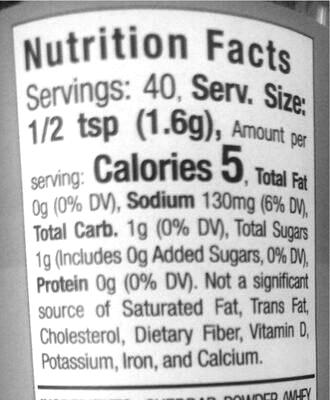 Nutrition Facts
Servings: 40, Serv. Size:
1/2 tsp (1.6g), Amount per
serving: Calories 5, Total Fat
0g (0% DV), Sodium 130mg (6% DV),
Total Carb. 1g (0% DV), Total Sugars
1g (Includes 0g Added Sugars, 0% DV),
Protein 0g (0% DV). Not a significant
source of Saturated Fat, Trans Fat,
Cholesterol, Dietary Fiber, Vitamin D,
Potassium, Iron, and Calcium.
POWDER (WHEY